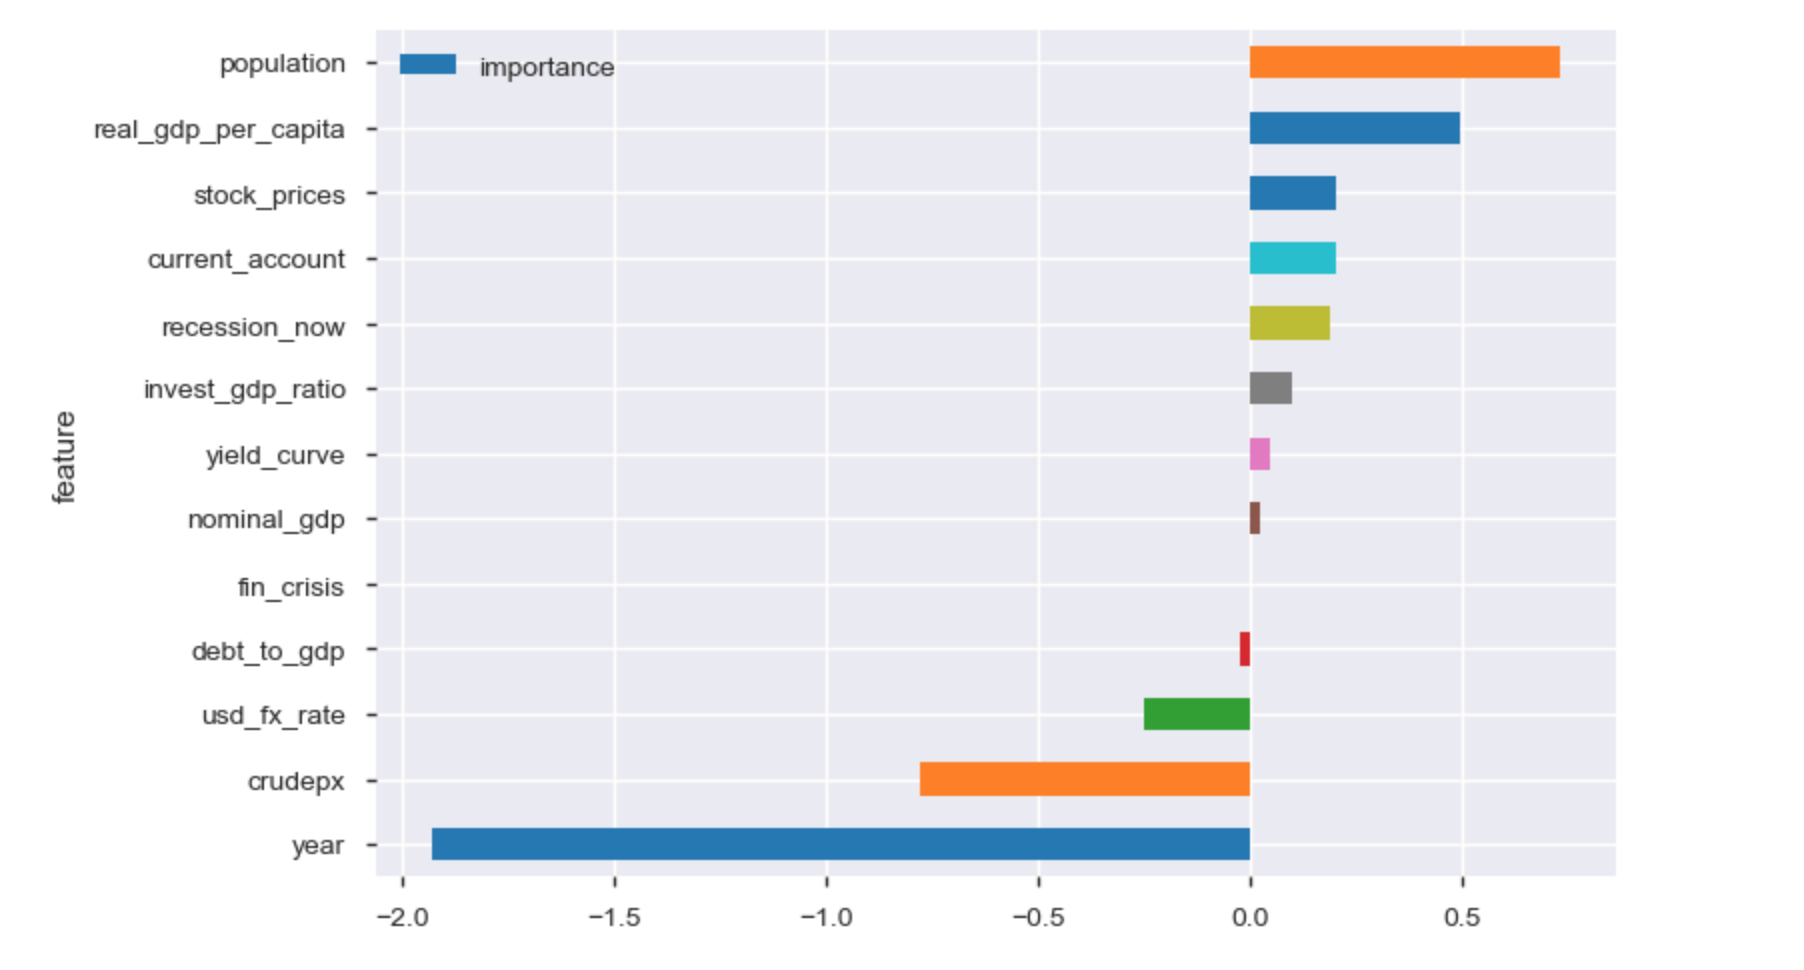 population
importance
real_gdp_per_capita
stock_prices
current_account
recession_now
invest_gdp_ratio
yield_curve
nominal_gdp
fin_crisis
debt_to_gdp
usd_fx_rate
crudepx
year
feature
−2.0 −1.5 −1.0 −0.5 0.0 0.5